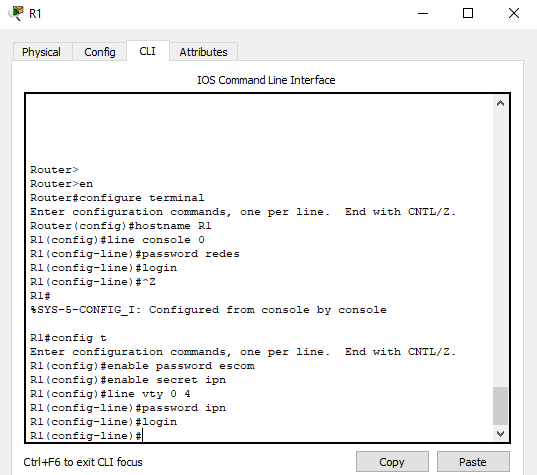 R1
Physical Config CLI Attributes
IOS Command Line Interface
Router>
Router>en
Router#configure terminal
Enter configuration commands, one per line.  End with CNTL/Z.
Router(config)#hostname R1
R1(config)#line console 0
R1(config-line)#password redes
R1(config-line)#login
R1(config-line)#^Z
R1#
%SYS-5-CONFIG_I: Configured from console by console
R1#config t
Enter configuration commands, one per line.  End with CNTL/Z.
R1(config)#enable password escom
R1(config)#enable secret ipn
R1(config)#line vty 0 4
R1(config-line)#password ipn
R1(config-line)#login
R1(config-line)#
Ctrl+F6 to exit CLI focus Copy Paste